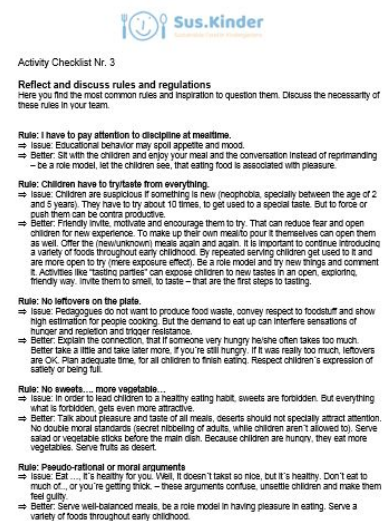 Sus.Kinder
Activity Checklist Nr. 3
Reflect and discuss rules and regulations
Here you find the most common rules and inspiration to question them. Discuss the necessarity of
these rules in your team.
Rule: I have to pay attention to discipline at mealtime.
⇒ Issue: Educational behavior may spoil appetite and mood.
⇒ Better: Sit with the children and enjoy your meal and the conversation instead of reprimanding
– be a role model, let the children see, that eating food is associated with pleasure.
Rule: Children have to try/taste from everything.
⇒ Issue: Children are suspicious if something is new (neophobia, specially between the age of 2
and 5 years). They have to try about 10 times, to get used to a special taste. But to force or
push them can be contra productive.
⇒ Better: Friendly invite, motivate and encourage them to try. That can reduce fear and open
children for new experience. To make up their own meal/to pour it themselves can open them
as well. Offer the (new/unknown) meals again and again. It is important to continue introducing
a variety of foods throughout early childhood. By repeated serving children get used to it and
are more open to try (mere exposure effect). Be a role model and try new things and comment
it. Activities like "tasting parties" can expose children to new tastes in an open, exploring,
friendly way. Invite them to smell, to taste – that are the first steps to tasting.
Rule: No leftovers on the plate.
⇒ Issue: Pedagogues do not want to produce food waste, convey respect to foodstuff and show
high estimation for people cooking. But the demand to eat up can interfere sensations of
hunger and repletion and trigger resistance.
⇒ Better: Explain the connection, that if someone very hungry he/she often takes too much.
Better take a little and take later more, if you're still hungry. If it was really too much, leftovers
are OK. Plan adequate time, for all children to finish eating. Respect children's expression of
satiety or being full.
Rule: No sweets.... more vegetable...
⇒ Issue: In order to lead children to a healthy eating habit, sweets are forbidden. But everything
what is forbidden, gets even more attractive.
⇒ Better: Talk about pleasure and taste of all meals, deserts should not specially attract attention.
No double moral standards (secret nibbeling of adults, while children aren't allowed to). Serve
salad or vegetable sticks before the main dish. Because children are hungry, they eat more
vegetables. Serve fruits as desert.
Rule: Pseudo-rational or moral arguments
⇒ Issue: Eat ...., it's healthy for you. Well, it doesn't takst so nice, but it's healthy. Don't eat to
much of.., or you're getting thick. – these arguments confuse, unsettle children and make them
feel guilty.
⇒ Better: Serve well-balanced meals, be a role model in having pleasure in eating. Serve a
variety of foods throughout early childhood.